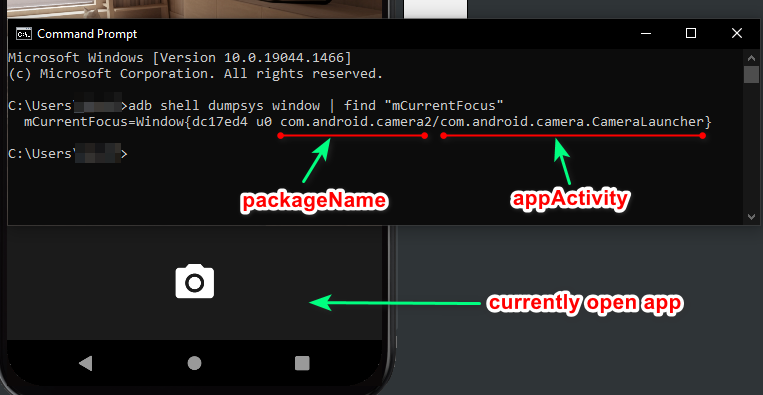 Command Prompt
Microsoft Windows [Version 10.0.19044.1466]
(c) Microsoft Corporation. All rights reserved.
C:\Users\ >adb shell dumpsys window | find "mCurrentFocus"
mCurrentFocus=Window{dc17ed4 u0 com.android.camera2/com.android.camera.CameraLauncher}
C:\Users\ >
packageName
appActivity
currently open app